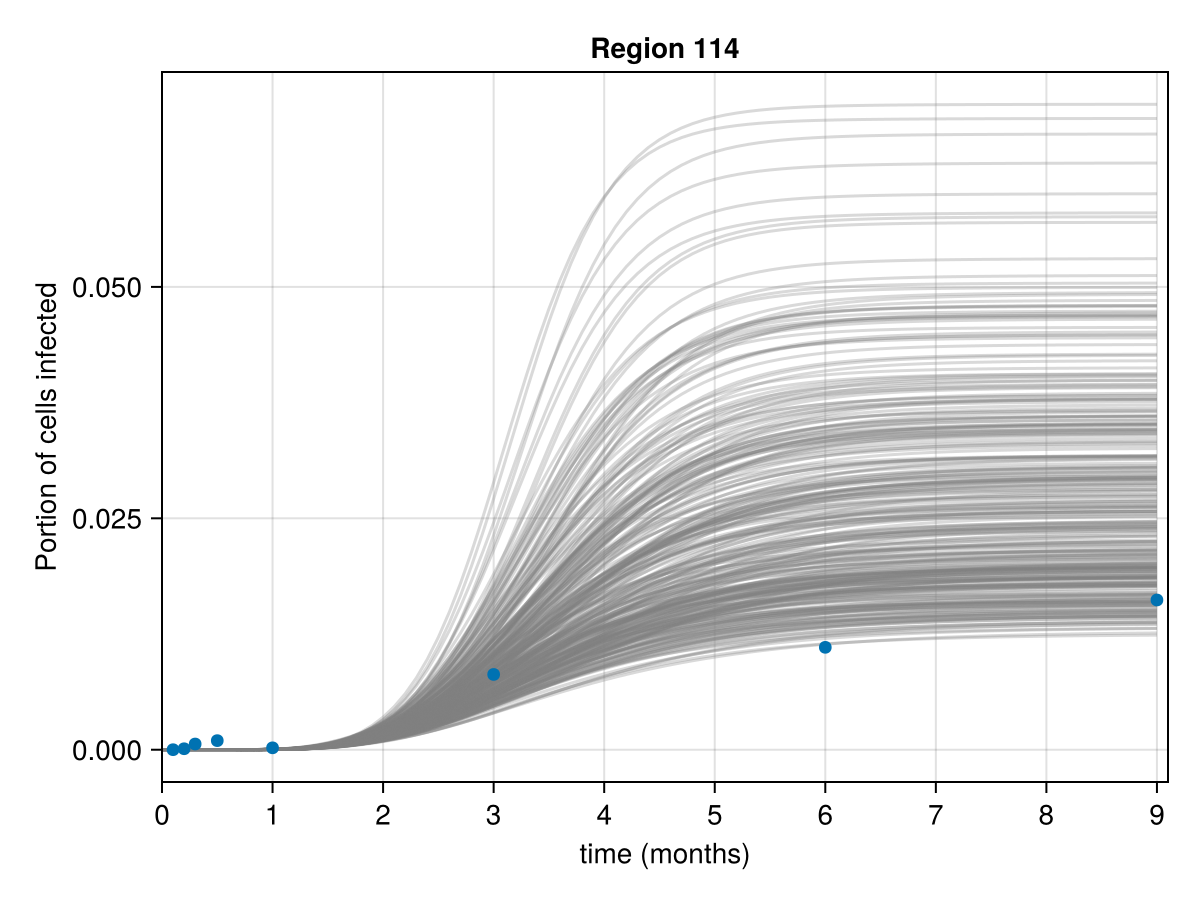 Region 114
Portion of cells infected
0.050
0.025
0.000
0 1 2 3 4 5 6 7 8 9
time (months)